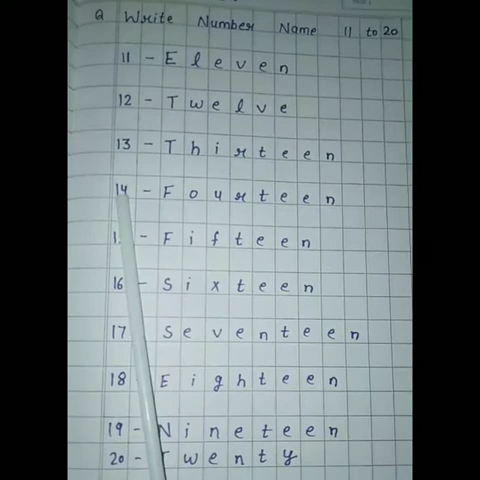 Q Write Number Name 11 to 20
11 - Eleven
12 - Twelve
13 - Thirteen
14 - Fourteen
- Fifteen
16 - Sixteen
17 Seventeen
18 Eighteen
19 - Nineteen
20 - Twenty